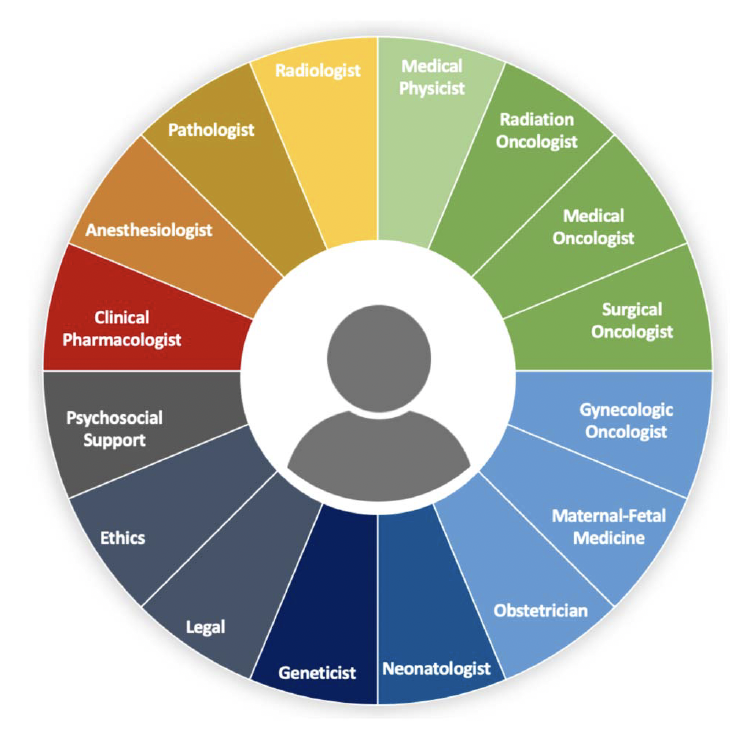 Radiologist
Medical
Physicist
Radiation
Oncologist
Medical
Oncologist
Surgical
Oncologist
Gynecologic
Oncologist
Maternal-Fetal
Medicine
Obstetrician
Neonatologist
Geneticist
Legal
Ethics
Psychosocial
Support
Clinical
Pharmacologist
Anesthesiologist
Pathologist